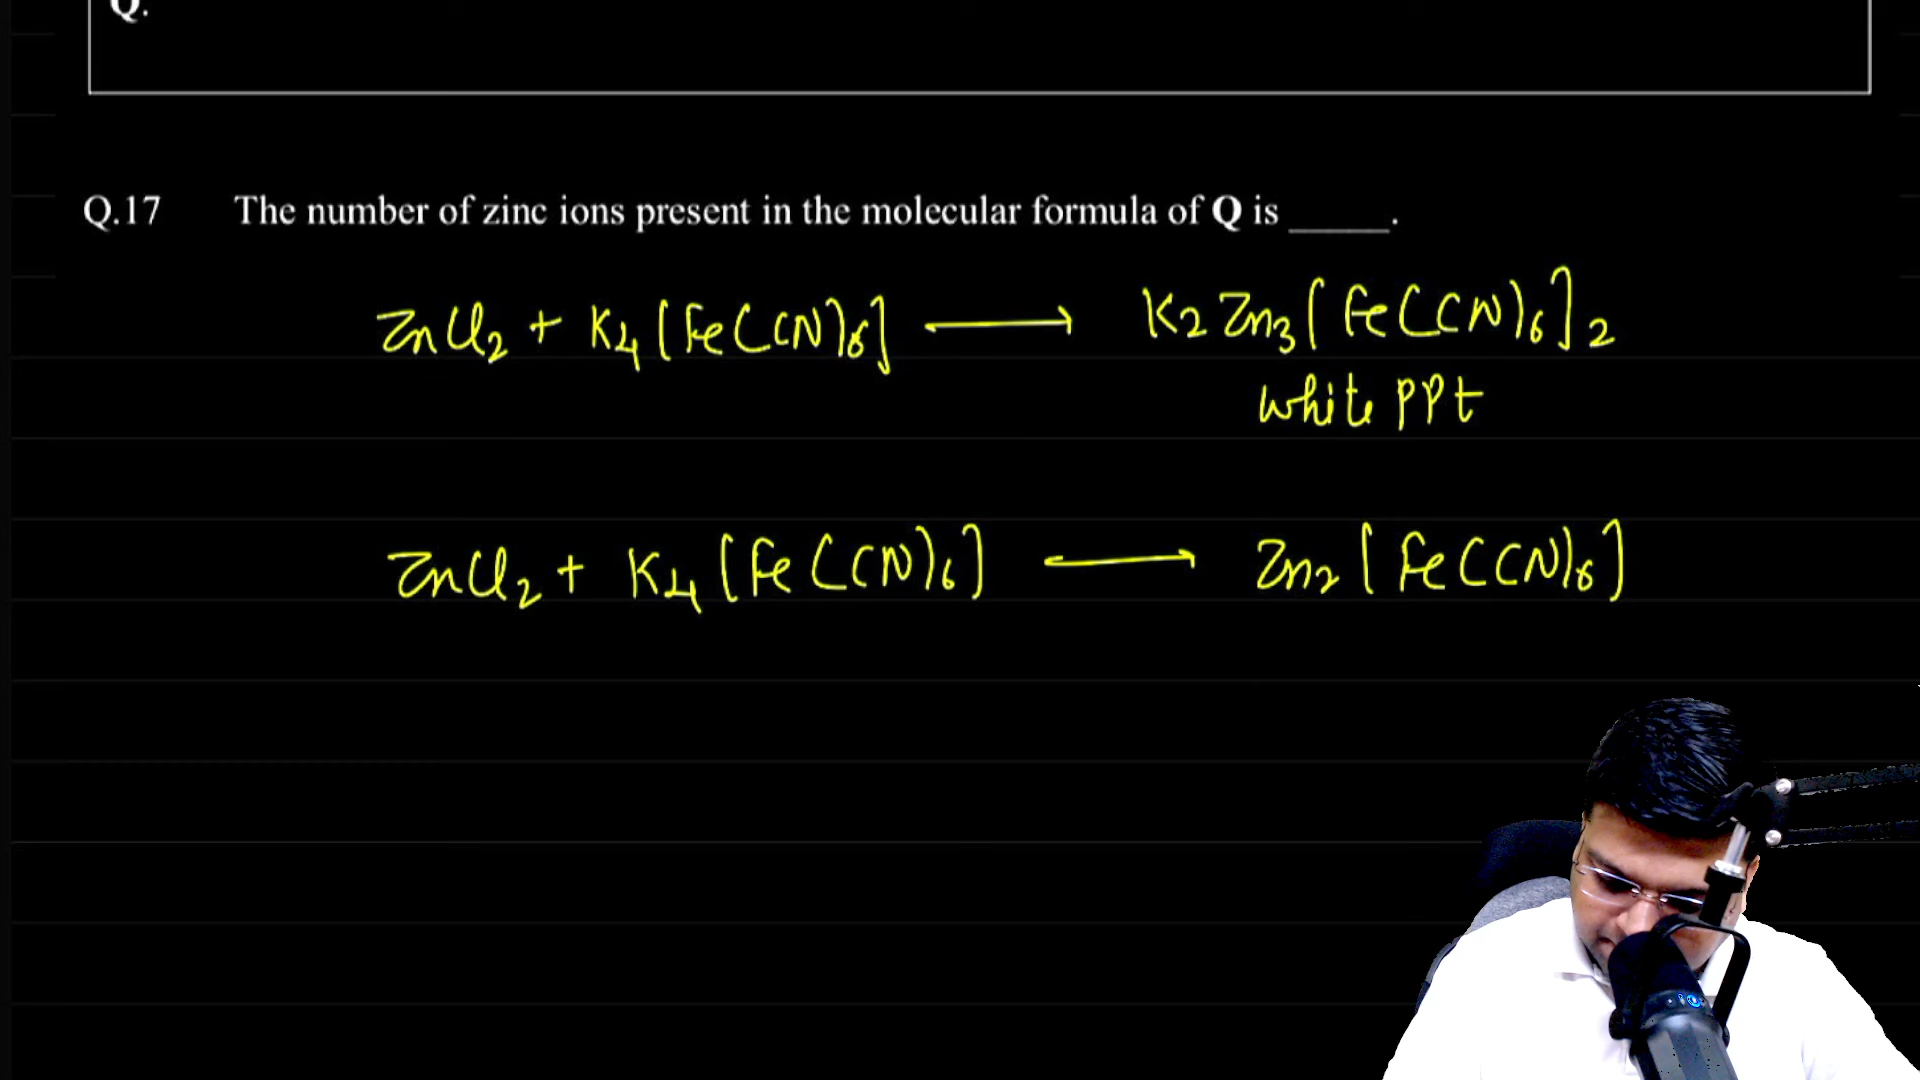 Q.
Q.17 The number of zinc ions present in the molecular formula of Q is _____.
ZnCl2 + K4[Fe(CN)6] ⟶ K2Zn3[Fe(CN)6]2
white PPt
ZnCl2 + K4[Fe(CN)6] ⟶ Zn2[Fe(CN)6]